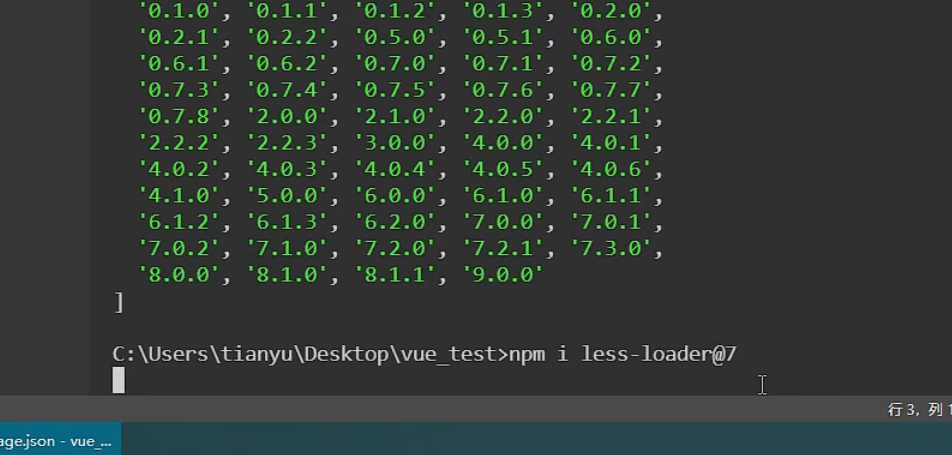 '0.1.0', '0.1.1', '0.1.2', '0.1.3', '0.2.0',
'0.2.1', '0.2.2', '0.5.0', '0.5.1', '0.6.0',
'0.6.1', '0.6.2', '0.7.0', '0.7.1', '0.7.2',
'0.7.3', '0.7.4', '0.7.5', '0.7.6', '0.7.7',
'0.7.8', '2.0.0', '2.1.0', '2.2.0', '2.2.1',
'2.2.2', '2.2.3', '3.0.0', '4.0.0', '4.0.1',
'4.0.2', '4.0.3', '4.0.4', '4.0.5', '4.0.6',
'4.1.0', '5.0.0', '6.0.0', '6.1.0', '6.1.1',
'6.1.2', '6.1.3', '6.2.0', '7.0.0', '7.0.1',
'7.0.2', '7.1.0', '7.2.0', '7.2.1', '7.3.0',
'8.0.0', '8.1.0', '8.1.1', '9.0.0'
]
C:\Users\tianyu\Desktop\vue_test>npm i less-loader@7
行 3, 列 1
age.json - vue_...